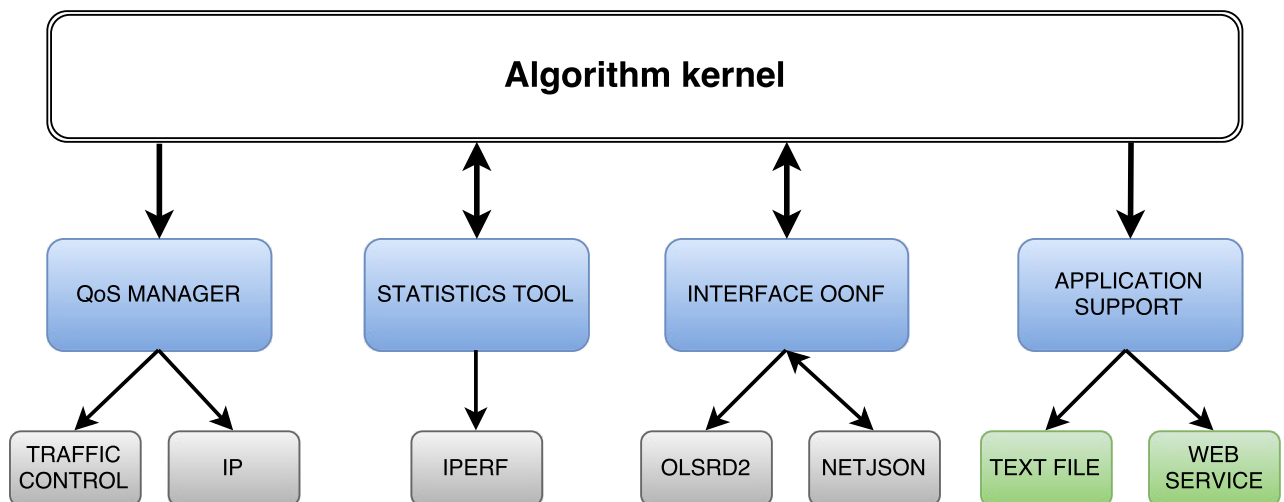 Algorithm kernel
QoS MANAGER
STATISTICS TOOL
INTERFACE OONF
APPLICATION
SUPPORT
TRAFFIC
CONTROL
IP
IPERF
OLSRD2
NETJSON
TEXT FILE
WEB
SERVICE